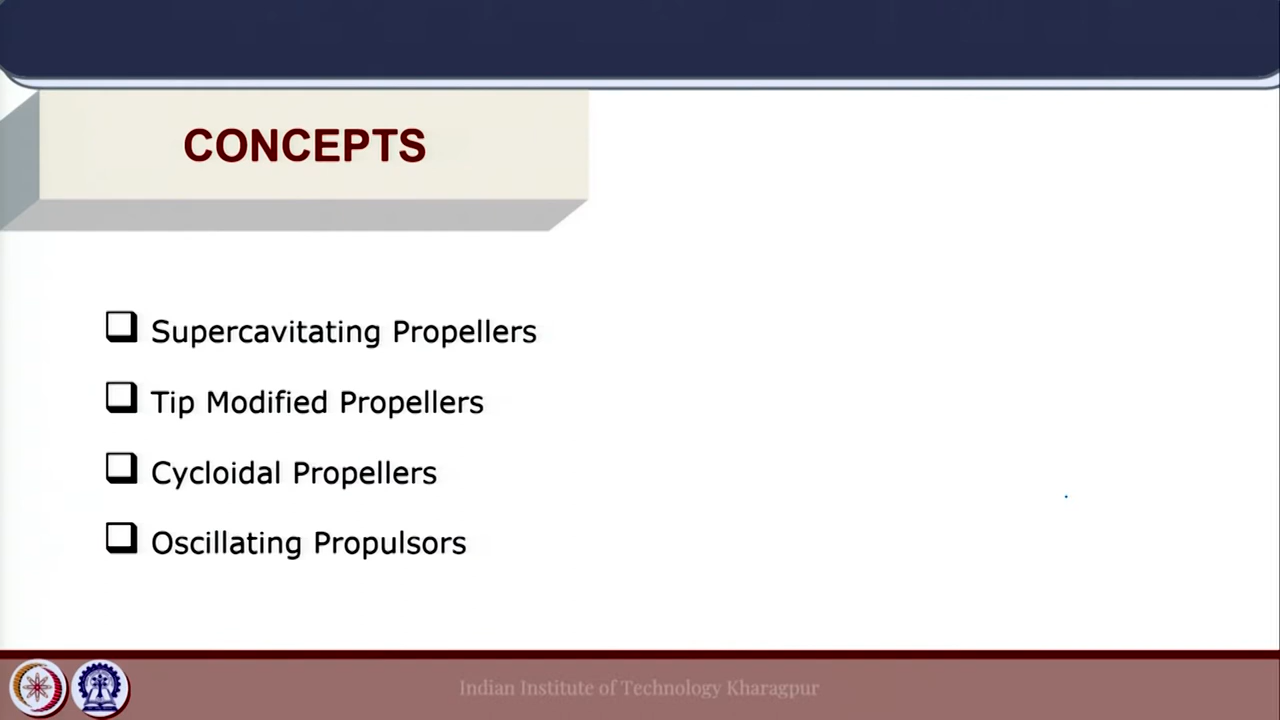 CONCEPTS
Supercavitating Propellers
Tip Modified Propellers
Cycloidal Propellers
Oscillating Propulsors
Indian Institute of Technology Kharagpur